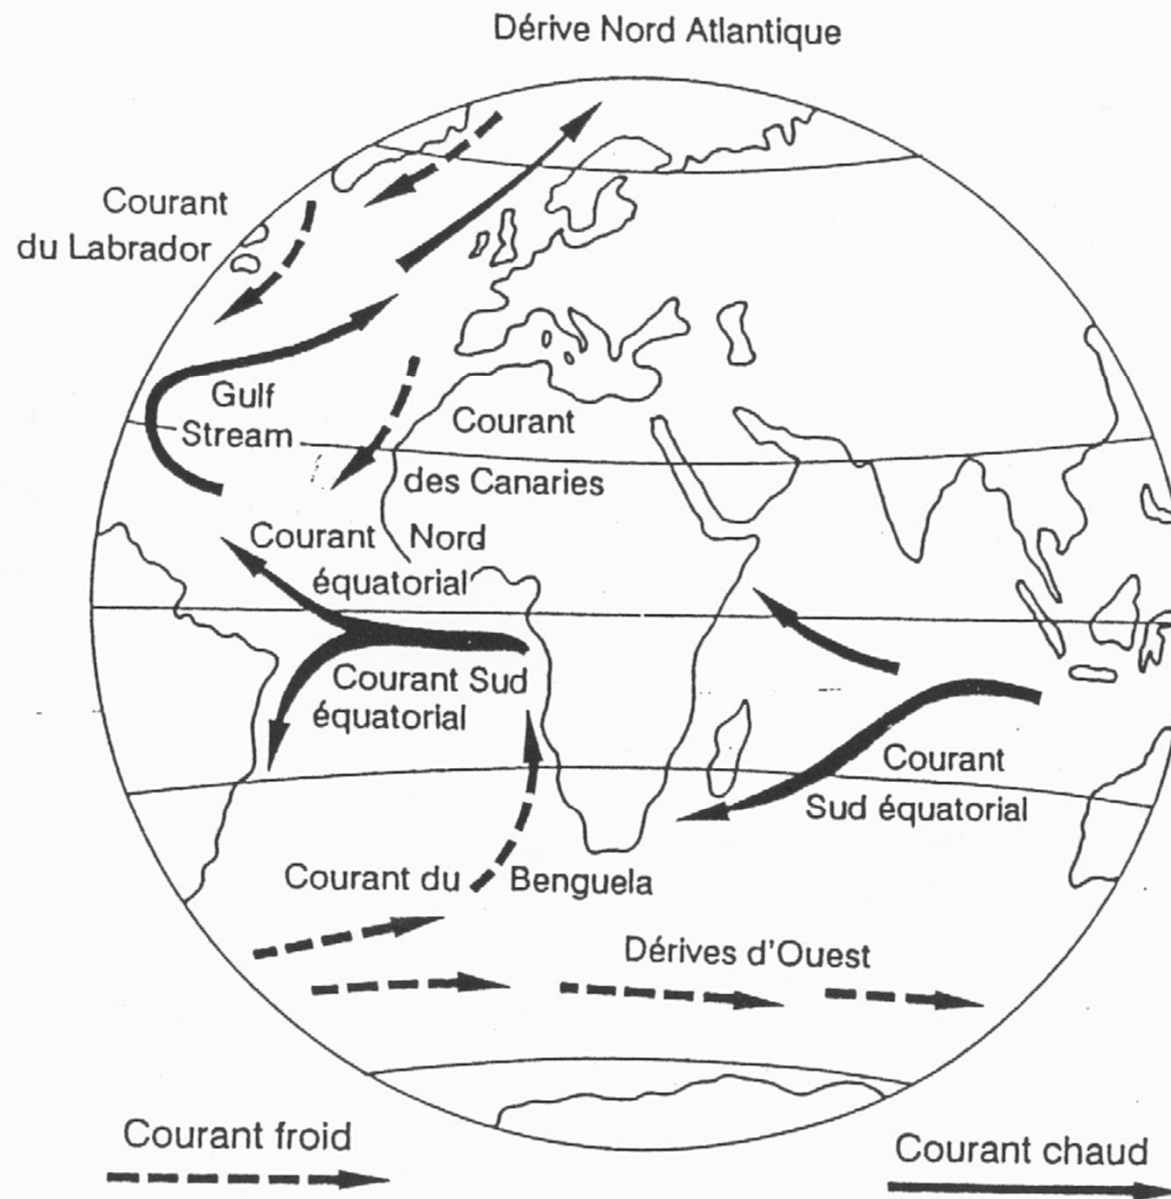 Dérive Nord Atlantique
Courant
du Labrador
Gulf
Stream
Courant
des Canaries
Courant Nord
équatorial
Courant Sud
équatorial
Courant
Sud équatorial
Courant du Benguela
Dérives d'Ouest
Courant froid
Courant chaud